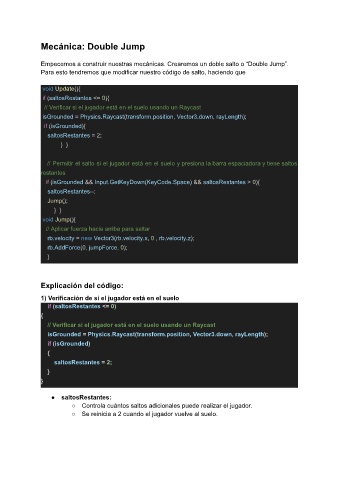 Mecánica: Double Jump
Empecemos a construir nuestras mecánicas. Crearemos un doble salto o "Double Jump".
Para esto tendremos que modificar nuestro código de salto, haciendo que
void Update(){
if (saltosRestantes <= 0){
// Verificar si el jugador está en el suelo usando un Raycast
isGrounded = Physics.Raycast(transform.position, Vector3.down, rayLength);
if (isGrounded){
saltosRestantes = 2;
} }
// Permitir el salto si el jugador está en el suelo y presiona la barra espaciadora y tiene saltos
restantes
if (isGrounded && Input.GetKeyDown(KeyCode.Space) && saltosRestantes > 0){
saltosRestantes--;
Jump();
} }
void Jump(){
// Aplicar fuerza hacia arriba para saltar
rb.velocity = new Vector3(rb.velocity.x, 0 , rb.velocity.z);
rb.AddForce(0, jumpForce, 0);
}
Explicación del código:
1) Verificación de si el jugador está en el suelo
if (saltosRestantes <= 0)
{
// Verificar si el jugador está en el suelo usando un Raycast
isGrounded = Physics.Raycast(transform.position, Vector3.down, rayLength);
if (isGrounded)
{
saltosRestantes = 2;
}
}
● saltosRestantes:
○ Controla cuántos saltos adicionales puede realizar el jugador.
○ Se reinicia a 2 cuando el jugador vuelve al suelo.